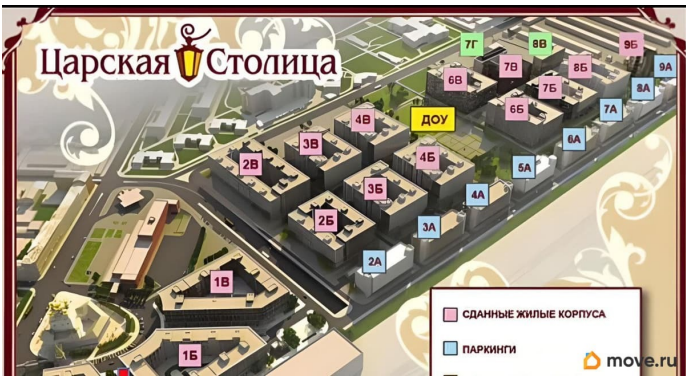 Царская Столица
7Г
8В
9Б
6В
7В
8Б
9А
7Б
8А
4В
ДОУ
6Б
7А
3В
6А
2В
4Б
5А
3Б
4А
2Б
3А
2А
1В
1Б
СДАННЫЕ ЖИЛЫЕ КОРПУСА
ПАРКИНГИ
move.ru